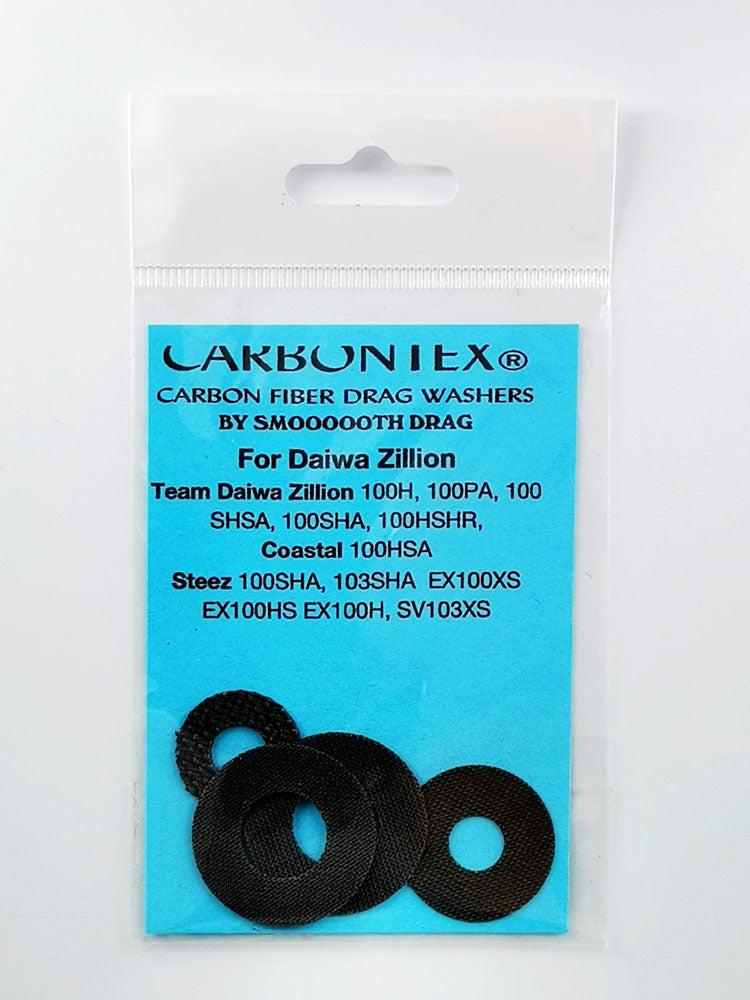 CARBONTEX®
CARBON FIBER DRAG WASHERS
BY SMOOOOOTH DRAG
For Daiwa Zillion
Team Daiwa Zillion 100H, 100PA, 100
SHSA, 100SHA, 100HSHR,
Coastal 100HSA
Steez 100SHA, 103SHA EX100XS
EX100HS EX100H, SV103XS